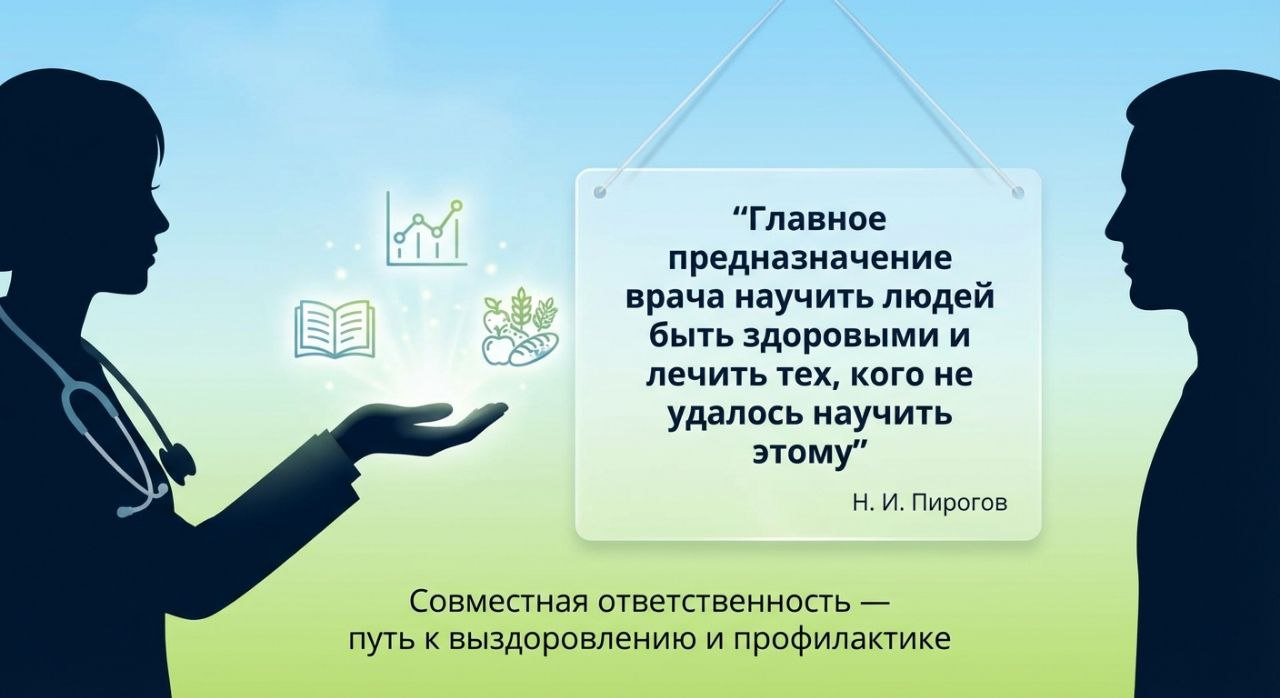 “Главное
предназначение
врача научить людей
быть здоровыми и
лечить тех, кого не
удалось научить
этому”
Н. И. Пирогов
Совместная ответственность —
путь к выздоровлению и профилактике